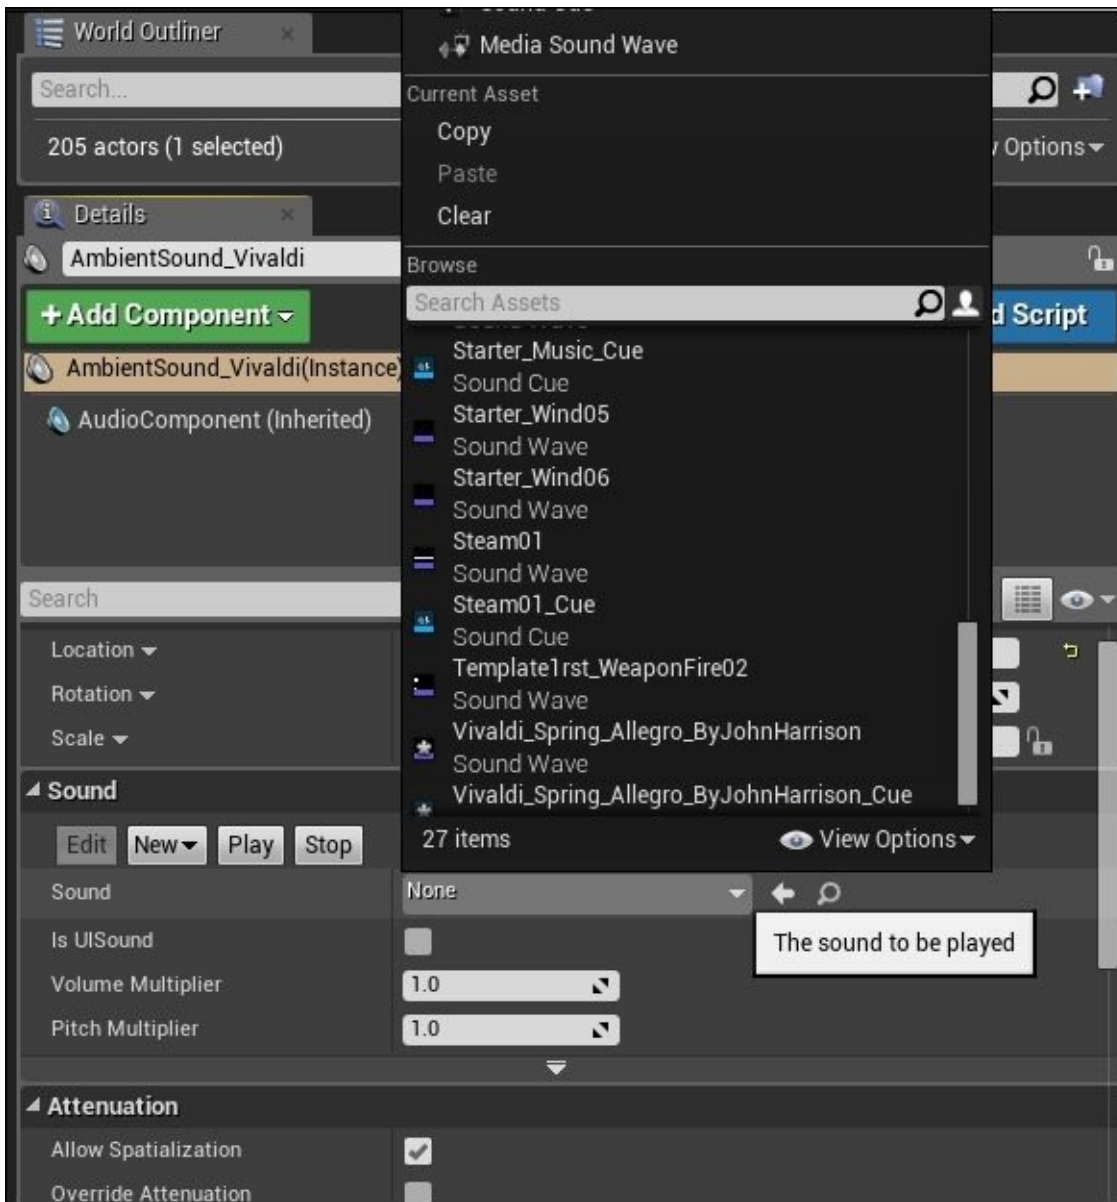 World Outliner
Search...
205 actors (1 selected)
Details
AmbientSound_Vivaldi
+Add Component
AmbientSound_Vivaldi(Instance)
AudioComponent (Inherited)
Media Sound Wave
Current Asset
Copy
Paste
Clear
Browse
Search Assets
Starter_Music_Cue
Sound Cue
Starter_Wind05
Sound Wave
Starter_Wind06
Sound Wave
Steam01
Sound Wave
Steam01_Cue
Sound Cue
Template1rst_WeaponFire02
Sound Wave
Vivaldi_Spring_Allegro_ByJohnHarrison
Sound Wave
Vivaldi_Spring_Allegro_ByJohnHarrison_Cue
27 items
View Options
Options
Script
Search
Location
Rotation
Scale
Sound
Edit New Play Stop
Sound None
The sound to be played
Is UISound
Volume Multiplier 1.0
Pitch Multiplier 1.0
Attenuation
Allow Spatialization
Override Attenuation